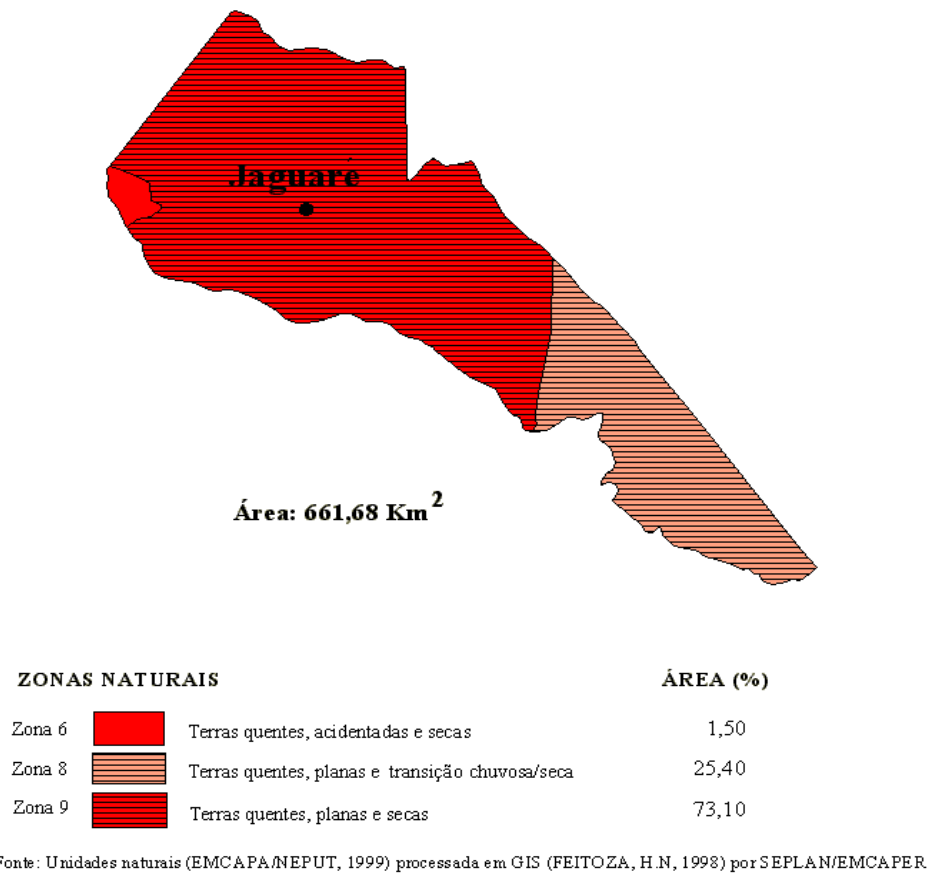 Jaguaré
Área: 661,68 Km²
ZONAS NATURAIS ÁREA (%)
Zona 6 Terras quentes, acidentadas e secas 1,50
Zona 8 Terras quentes, planas e transição chuvosa/seca 25,40
Zona 9 Terras quentes, planas e secas 73,10
Fonte: Unidades naturais (EMCAPA/NEPUT, 1999) processada em GIS (FEITOZA, H.N, 1998) por SEPLAN/EMCAPER